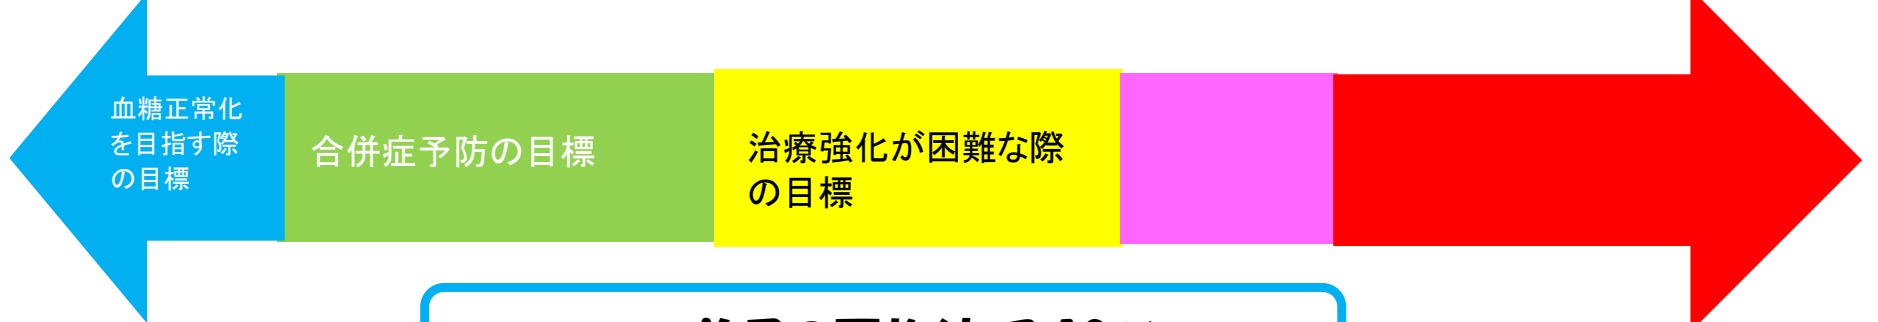 血糖正常化
を目指す際
の目標
合併症予防の目標
治療強化が困難な際
の目標